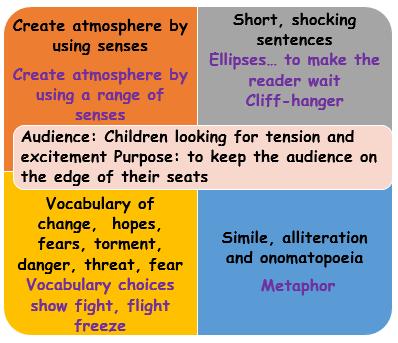 Create atmosphere by
using senses
Create atmosphere by
using a range of
senses
Short, shocking
sentences
Ellipses... to make the
reader wait
Cliff-hanger
Audience: Children looking for tension and
excitement Purpose: to keep the audience on
the edge of their seats
Vocabulary of
change, hopes,
fears, torment,
danger, threat, fear
Vocabulary choices
show fight, flight
freeze
Simile, alliteration
and onomatopoeia
Metaphor